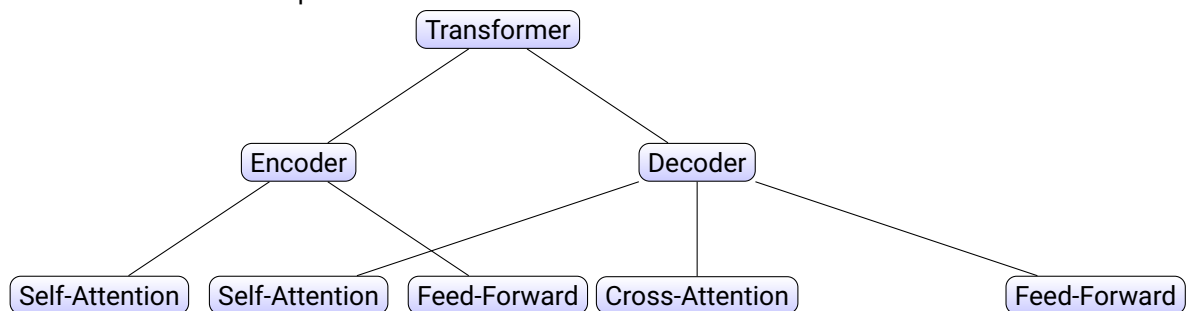 Transformer
Encoder Decoder
Self-Attention Self-Attention Feed-Forward Cross-Attention Feed-Forward